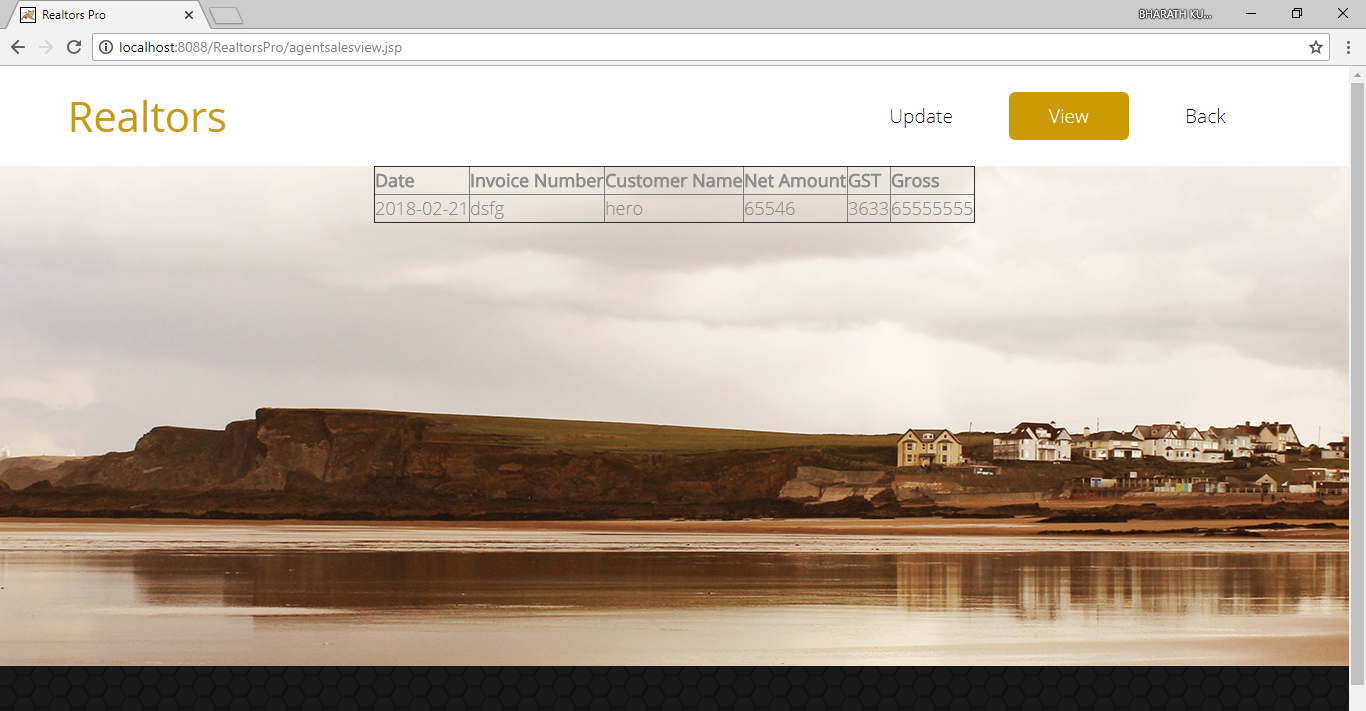 Realtors Pro
BHARATH KU...
localhost:8088/RealtorsPro/agentsalesview.jsp
Realtors Update View Back
Date Invoice Number Customer Name Net Amount GST Gross
2018-02-21 dsfg hero 65546 3633 65555555